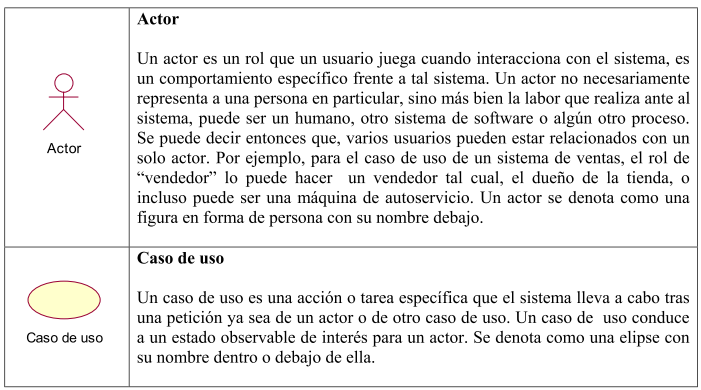 Actor
Actor
Un actor es un rol que un usuario juega cuando interacciona con el sistema, es
un comportamiento específico frente a tal sistema. Un actor no necesariamente
representa a una persona en particular, sino más bien la labor que realiza ante al
sistema, puede ser un humano, otro sistema de software o algún otro proceso.
Se puede decir entonces que, varios usuarios pueden estar relacionados con un
solo actor. Por ejemplo, para el caso de uso de un sistema de ventas, el rol de
“vendedor” lo puede hacer un vendedor tal cual, el dueño de la tienda, o
incluso puede ser una máquina de autoservicio. Un actor se denota como una
figura en forma de persona con su nombre debajo.
Caso de uso
Caso de uso
Un caso de uso es una acción o tarea específica que el sistema lleva a cabo tras
una petición ya sea de un actor o de otro caso de uso. Un caso de uso conduce
a un estado observable de interés para un actor. Se denota como una elipse con
su nombre dentro o debajo de ella.